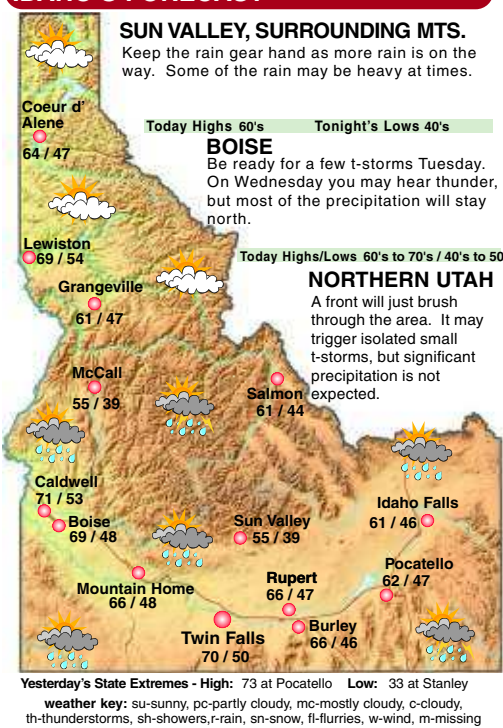 IDAHO'S FORECAST
SUN VALLEY, SURROUNDING MTS.
Keep the rain gear hand as more rain is on the
way. Some of the rain may be heavy at times.
Today Highs 60's Tonight's Lows 40's
BOISE
Be ready for a few t-storms Tuesday.
On Wednesday you may hear thunder,
but most of the precipitation will stay
north.
Today Highs/Lows 60's to 70's / 40's to 50
NORTHERN UTAH
A front will just brush
through the area. It may
trigger isolated small
t-storms, but significant
precipitation is not
expected.
Coeur d'
Alene
64 / 47
Lewiston
69 / 54
Grangeville
61 / 47
McCall
55 / 39
Salmon
61 / 44
Caldwell
71 / 53
Boise
69 / 48
Sun Valley
55 / 39
Idaho Falls
61 / 46
Mountain Home
66 / 48
Rupert
66 / 47
Pocatello
62 / 47
Burley
66 / 46
Twin Falls
70 / 50
Yesterday's State Extremes - High: 73 at Pocatello Low: 33 at Stanley
weather key: su-sunny, pc-partly cloudy, mc-mostly cloudy, c-cloudy,
th-thunderstorms, sh-showers,r-rain, sn-snow, fl-flurries, w-wind, m-missing